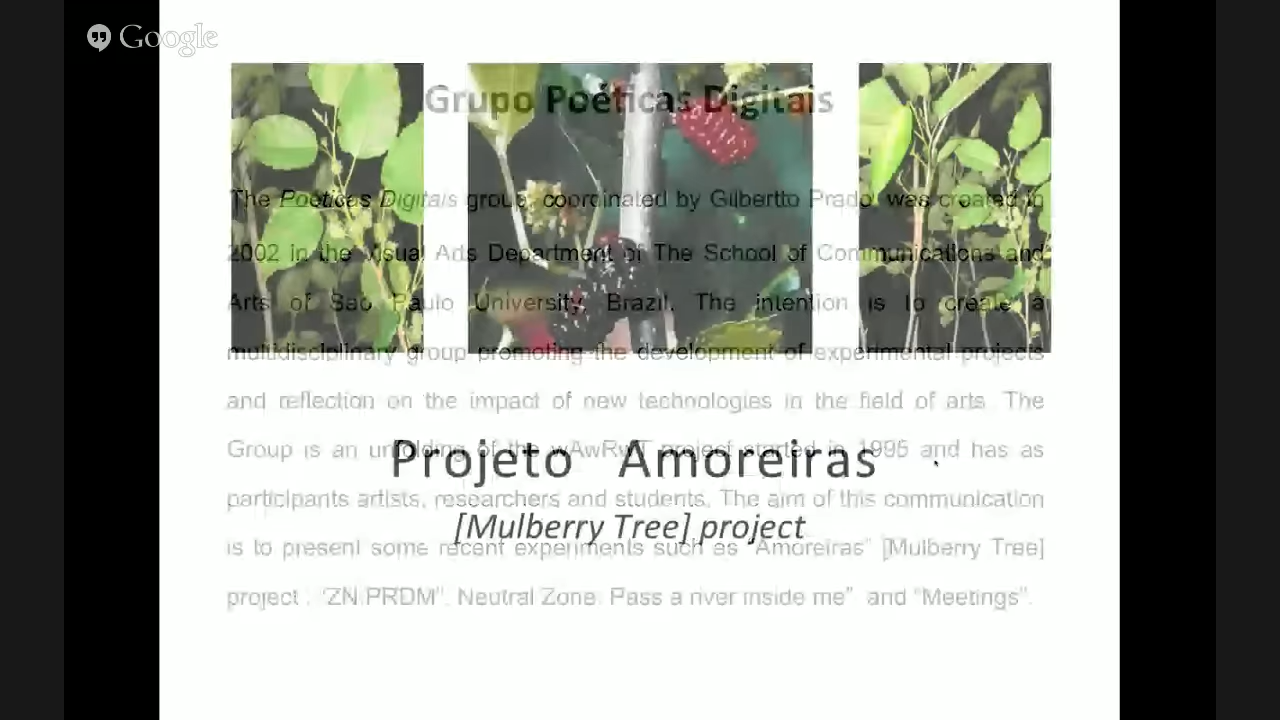 Google
Grupo Poéticas Digitais
The Poéticas Digitais group, coordinated by Gilbertto Prado was created in
2002 in the Visual Arts Department of The School of Communications and
Arts of Sao Paulo University, Brazil. The intention is to create a
multidisciplinary group promoting the development of experimental projects
and reflection on the impact of new technologies in the field of arts. The
Group is an unfolding of the wAwRwT project started in 1995 and has as
Projeto Amoreiras
participants artists, researchers and students. The aim of this communication
[Mulberry Tree] project
is to present some recent experiments such as "Amoreiras" [Mulberry Tree]
project . "ZN:PRDM". Neutral Zone: Pass a river inside me" and "Meetings".